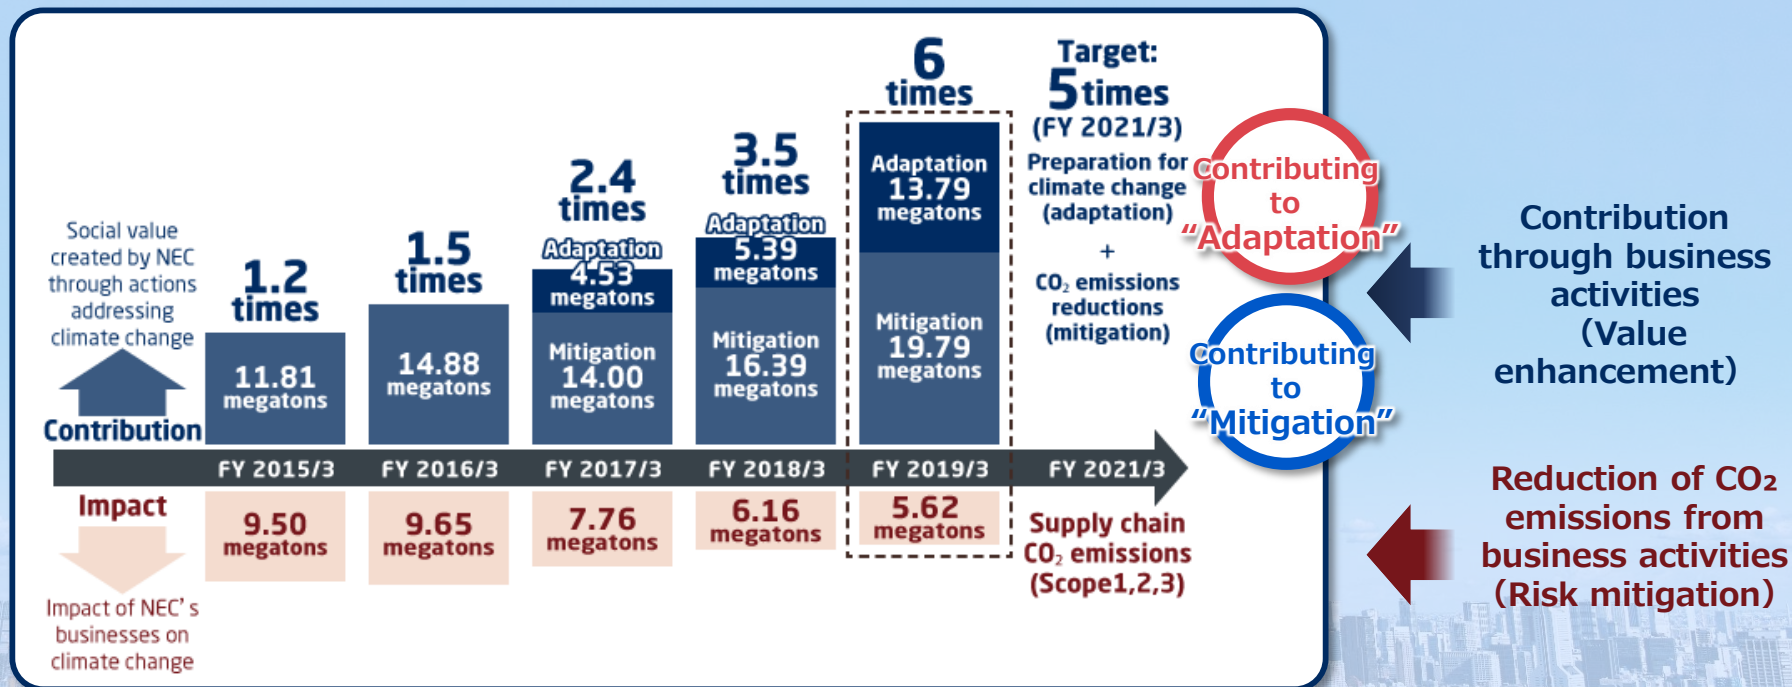 Social value
created by NEC
through actions
addressing
climate change
Contribution
1.2
times
11.81
megatons
1.5
times
14.88
megatons
2.4
times
Adaptation
4.53
megatons
Mitigation
14.00
megatons
3.5
times
Adaptation
5.39
megatons
Mitigation
16.39
megatons
6
times
Adaptation
13.79
megatons
Mitigation
19.79
megatons
Target:
5 times
(FY 2021/3)
Preparation for
climate change
(adaptation)
+
CO₂ emissions
reductions
(mitigation)
FY 2015/3 FY 2016/3 FY 2017/3 FY 2018/3 FY 2019/3 FY 2021/3
Impact
Impact of NEC's
businesses on
climate change
9.50
megatons
9.65
megatons
7.76
megatons
6.16
megatons
5.62
megatons
Supply chain
CO₂ emissions
(Scope1,2,3)
Contributing
to
“Adaptation”
Contributing
to
“Mitigation”
Contribution
through business
activities
(Value
enhancement)
Reduction of CO₂
emissions from
business activities
(Risk mitigation)